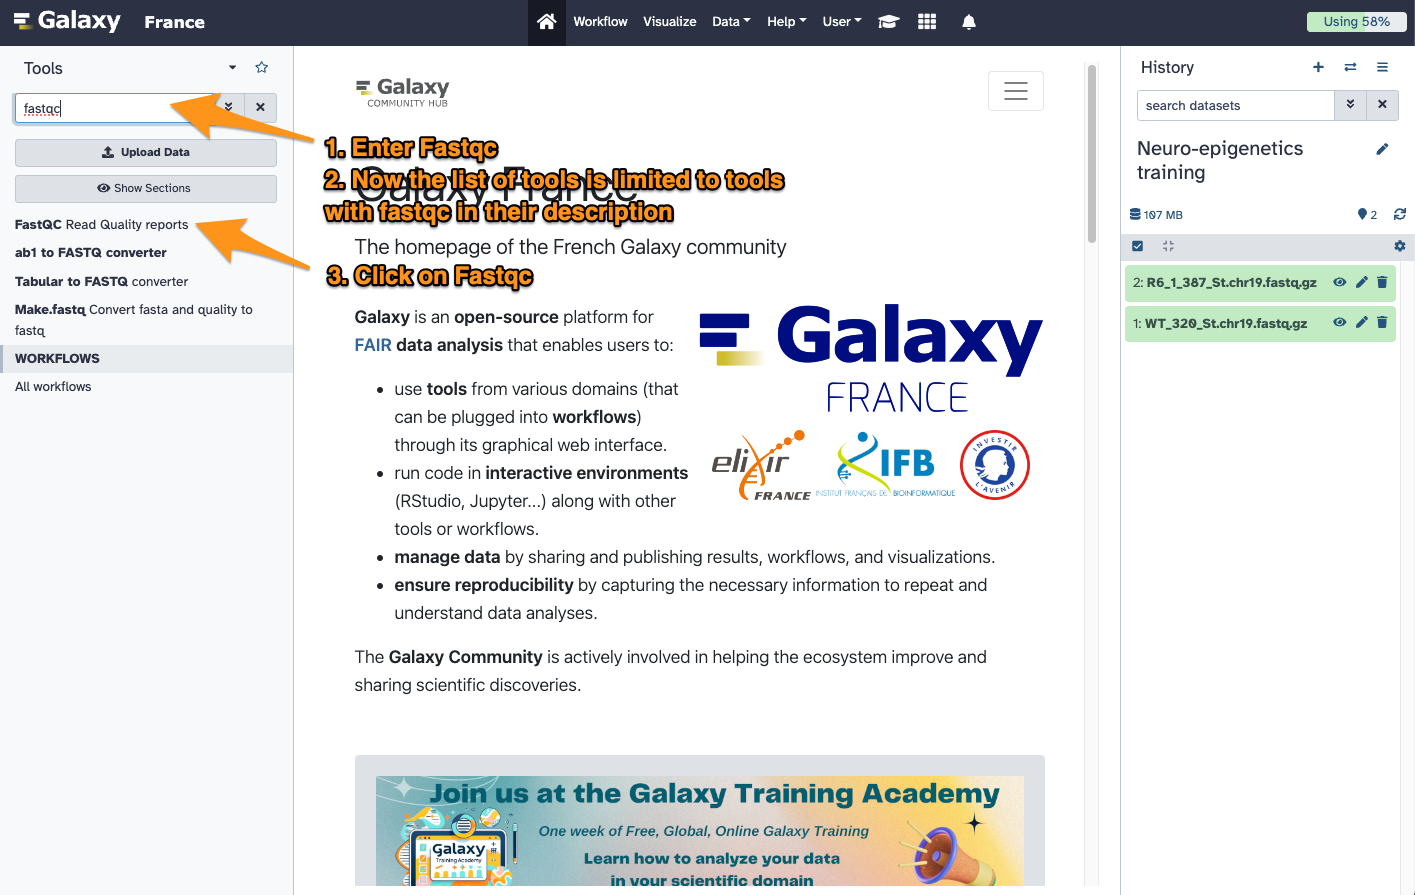 Galaxy France
Workflow Visualize Data Help User
Using 58%
Tools
fastqc
Upload Data
Show Sections
FastQC Read Quality reports
ab1 to FASTQ converter
Tabular to FASTQ converter
Make.fastq Convert fasta and quality to
fastq
WORKFLOWS
All workflows
Galaxy
COMMUNITY HUB
1. Enter Fastqc
2. Now the list of tools is limited to tools
with fastqc in their description
Galaxy France
The homepage of the French Galaxy community
3. Click on Fastqc
Galaxy is an open-source platform for
FAIR data analysis that enables users to:
use tools from various domains (that
can be plugged into workflows)
through its graphical web interface.
run code in interactive environments
(RStudio, Jupyter...) along with other
tools or workflows.
manage data by sharing and publishing results, workflows, and visualizations.
ensure reproducibility by capturing the necessary information to repeat and
understand data analyses.
Galaxy
FRANCE
elixir
FRANCE
IFB
INSTITUT FRANÇAIS DE BIOINFORMATIQUE
INVESTIR
L'AVENIR
The Galaxy Community is actively involved in helping the ecosystem improve and
sharing scientific discoveries.
Join us at the Galaxy Training Academy
One week of Free, Global, Online Galaxy Training
Learn how to analyze your data
in your scientific domain
Galaxy
Training Academy
History
search datasets
Neuro-epigenetics
training
107 MB
2
2: R6_1_387_St.chr19.fastq.gz
1: WT_320_St.chr19.fastq.gz